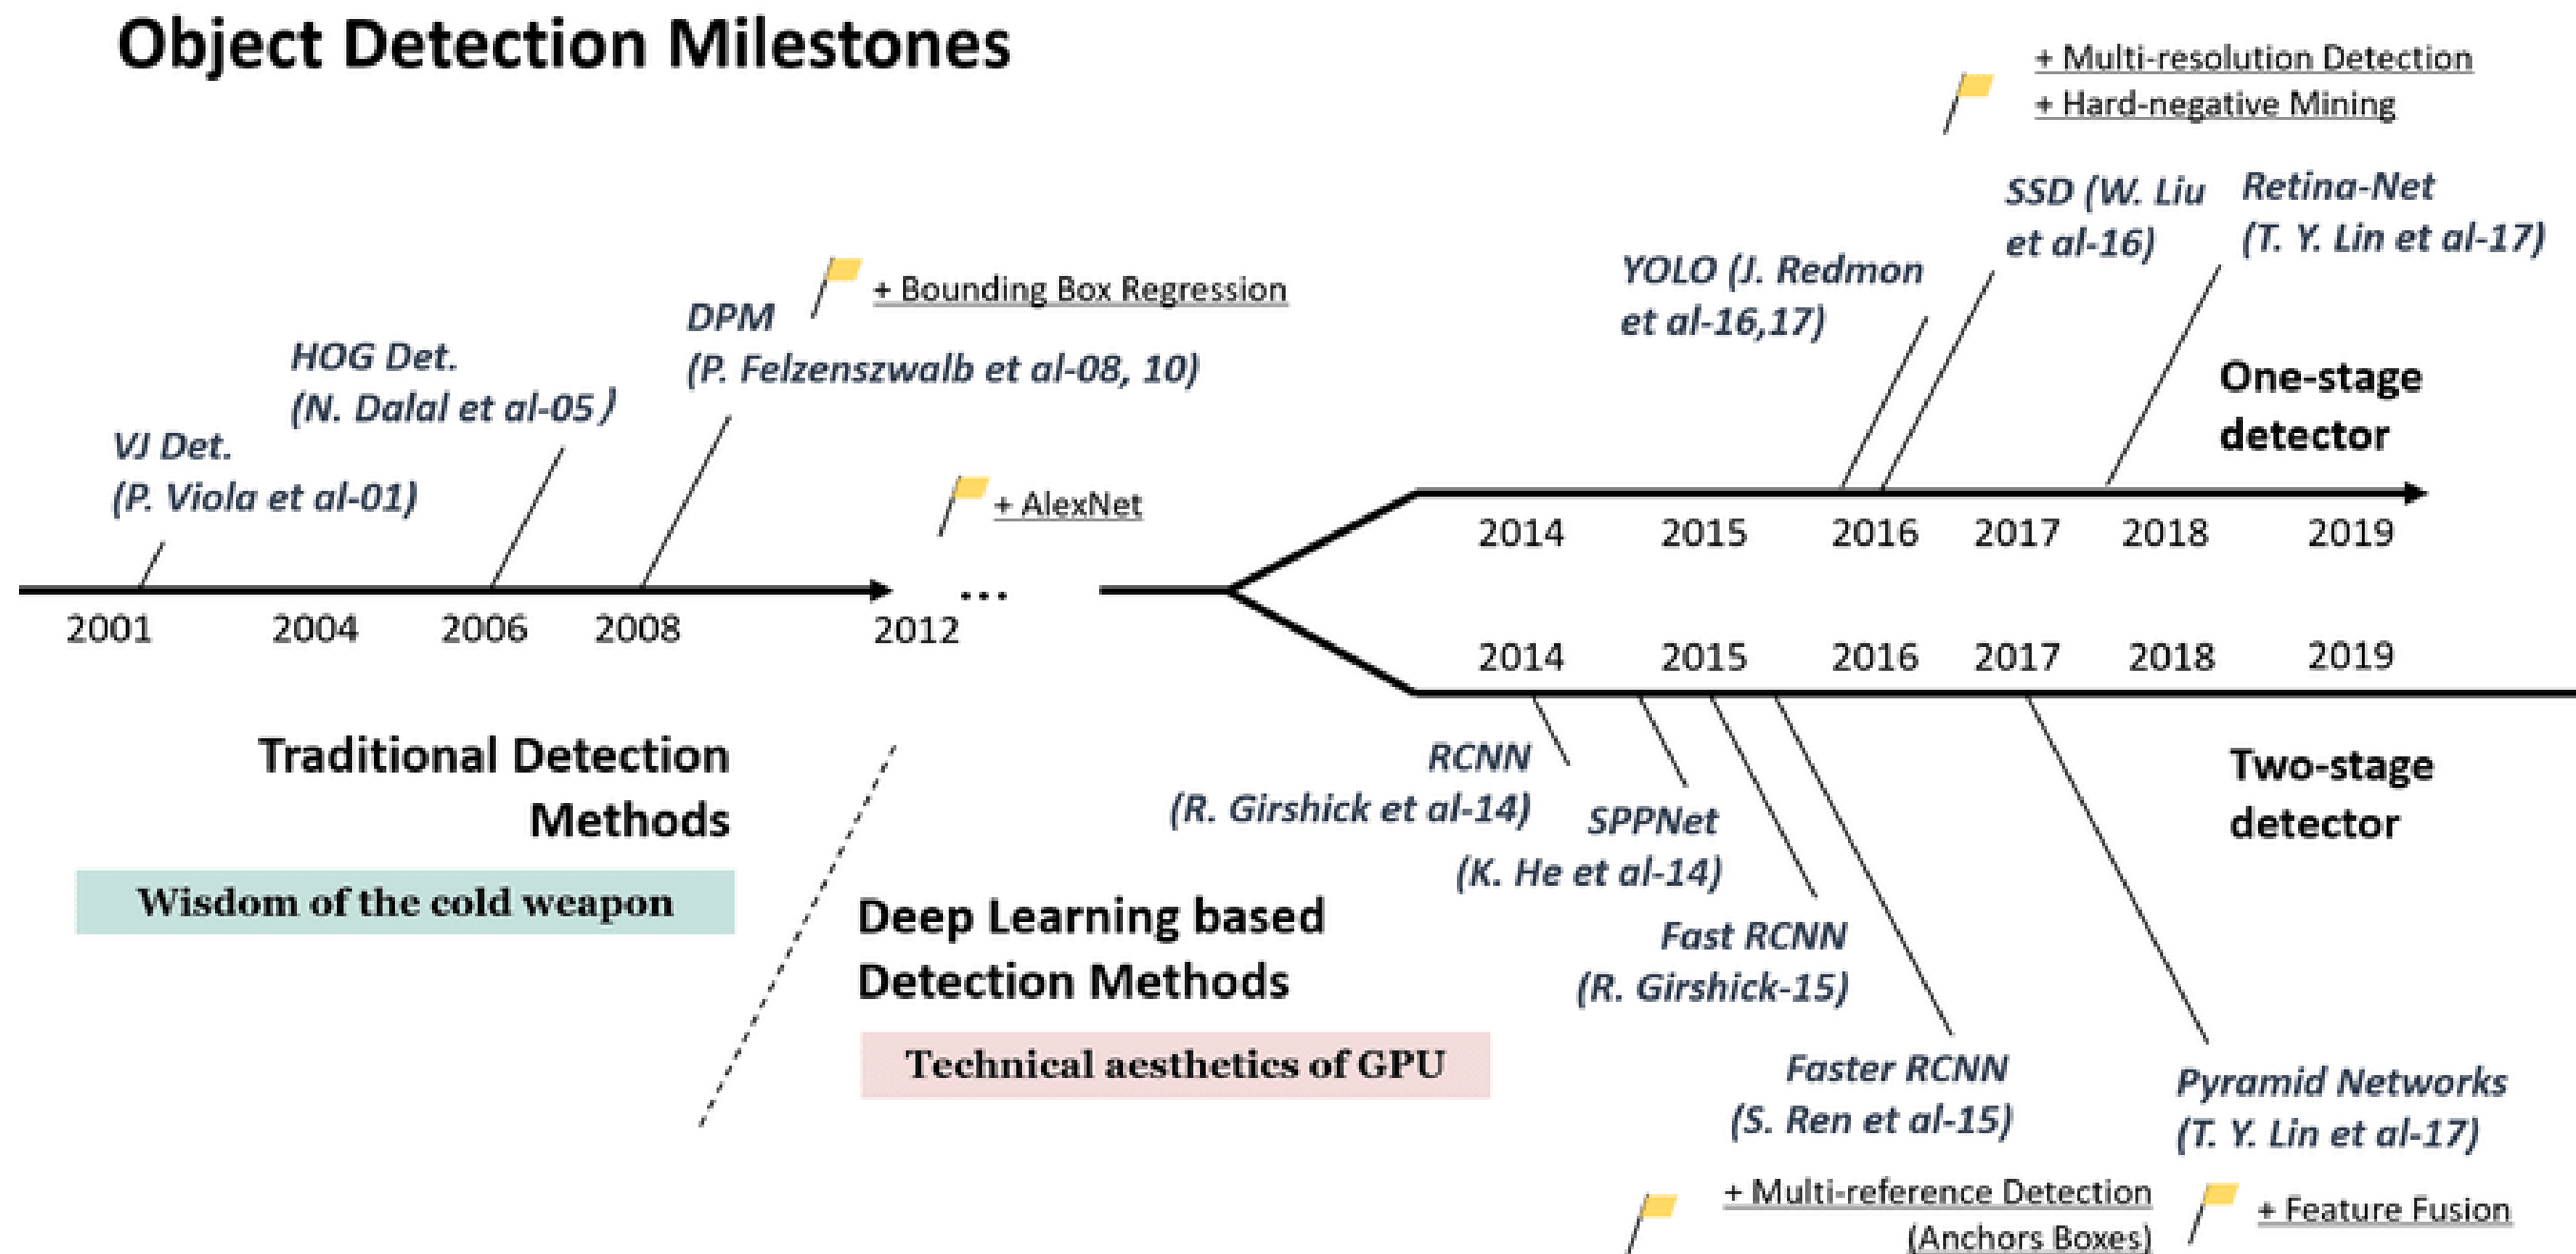 Object Detection Milestones
+ Multi-resolution Detection
+ Hard-negative Mining
SSD (W. Liu
et al-16)
Retina-Net
(T. Y. Lin et al-17)
YOLO (J. Redmon
et al-16,17)
+ Bounding Box Regression
DPM
(P. Felzenszwalb et al-08, 10)
HOG Det.
(N. Dalal et al-05)
VJ Det.
(P. Viola et al-01)
+ AlexNet
One-stage
detector
2014 2015 2016 2017 2018 2019
...
2001 2004 2006 2008 2012
2014 2015 2016 2017 2018 2019
Traditional Detection
Methods
Wisdom of the cold weapon
Deep Learning based
Detection Methods
Technical aesthetics of GPU
RCNN
(R. Girshick et al-14)
SPPNet
(K. He et al-14)
Fast RCNN
(R. Girshick-15)
Faster RCNN
(S. Ren et al-15)
Two-stage
detector
Pyramid Networks
(T. Y. Lin et al-17)
+ Multi-reference Detection
(Anchors Boxes)
+ Feature Fusion